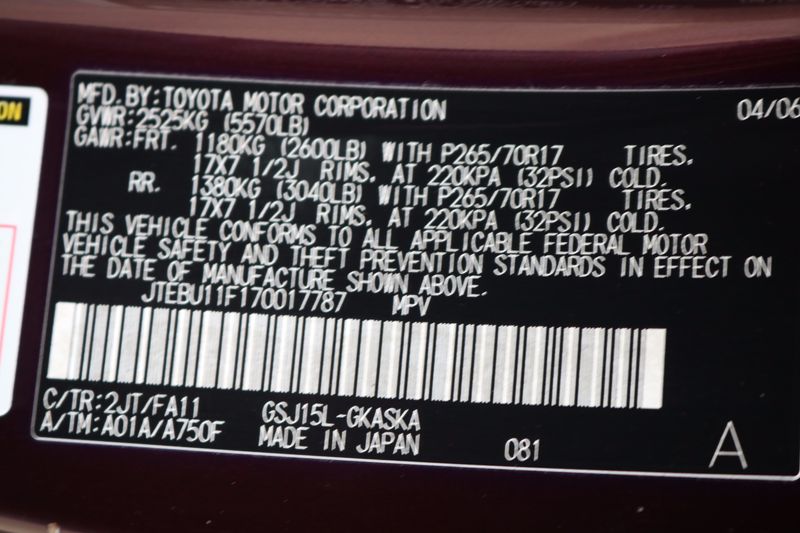 ON
MFD. BY: TOYOTA MOTOR CORPORATION 04/06
GVWR: 2525KG (5570LB)
GAWR: FRT. 1180KG (2600LB) WITH P265/70R17 TIRES,
17X7 1/2J RIMS, AT 220KPA (32PSI) COLD.
RR. 1380KG (3040LB) WITH P265/70R17 TIRES,
17X7 1/2J RIMS, AT 220KPA (32PSI) COLD.
THIS VEHICLE CONFORMS TO ALL APPLICABLE FEDERAL MOTOR
VEHICLE SAFETY AND THEFT PREVENTION STANDARDS IN EFFECT ON
THE DATE OF MANUFACTURE SHOWN ABOVE.
JTEBU11F170017787 MPV
C/TR: 2JT/FA11 GSJ15L-GKASKA
A/TM: A01A/A750F MADE IN JAPAN 081 A